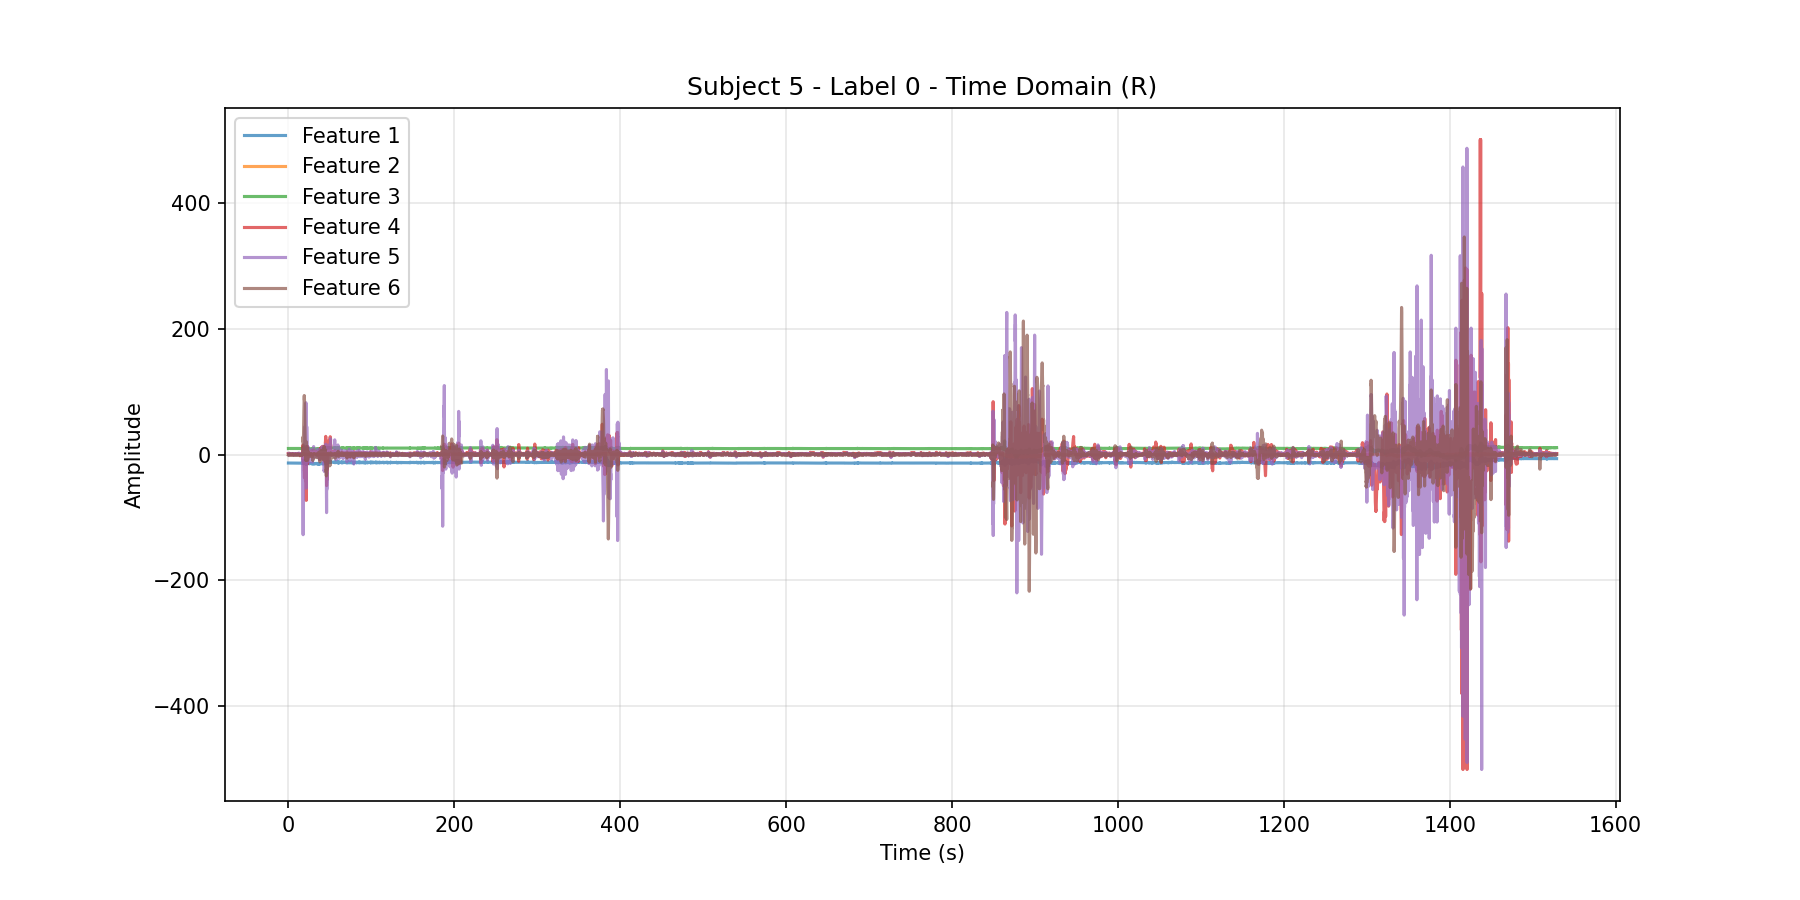 Subject 5 - Label 0 - Time Domain (R)
Feature 1
Feature 2
Feature 3
Feature 4
Feature 5
Feature 6
400
200
0
−200
−400
Amplitude
0 200 400 600 800 1000 1200 1400 1600
Time (s)